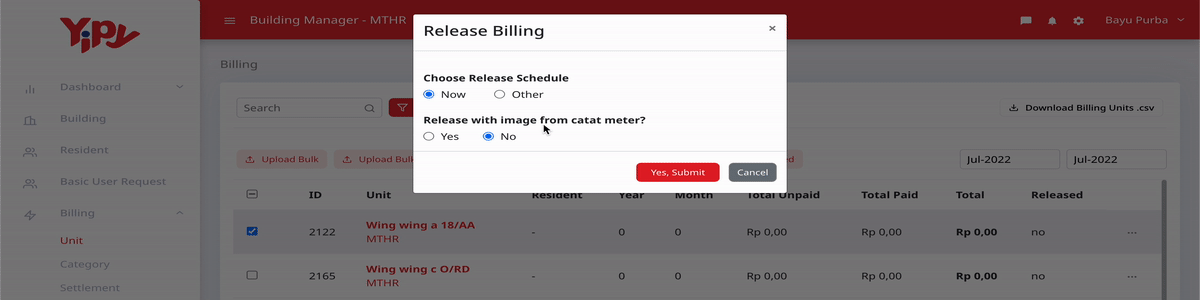 Yipy
Building Manager - MTHR
Bayu Purba
Release Billing
×
Billing
Choose Release Schedule
Now Other
Release with image from catat meter?
Yes No
Yes, Submit Cancel
Dashboard
Building
Resident
Basic User Request
Billing
Unit
Category
Settlement
Search
Download Billing Units .csv
Upload Bulk Upload Bulk
Jul-2022 Jul-2022
ID Unit Resident Year Month Total Unpaid Total Paid Total Released
2122 Wing wing a 18/AA - 0 0 Rp 0,00 Rp 0,00 Rp 0,00 no ...
MTHR
2165 Wing wing c O/RD - 0 0 Rp 0,00 Rp 0,00 Rp 0,00 no ...
MTHR